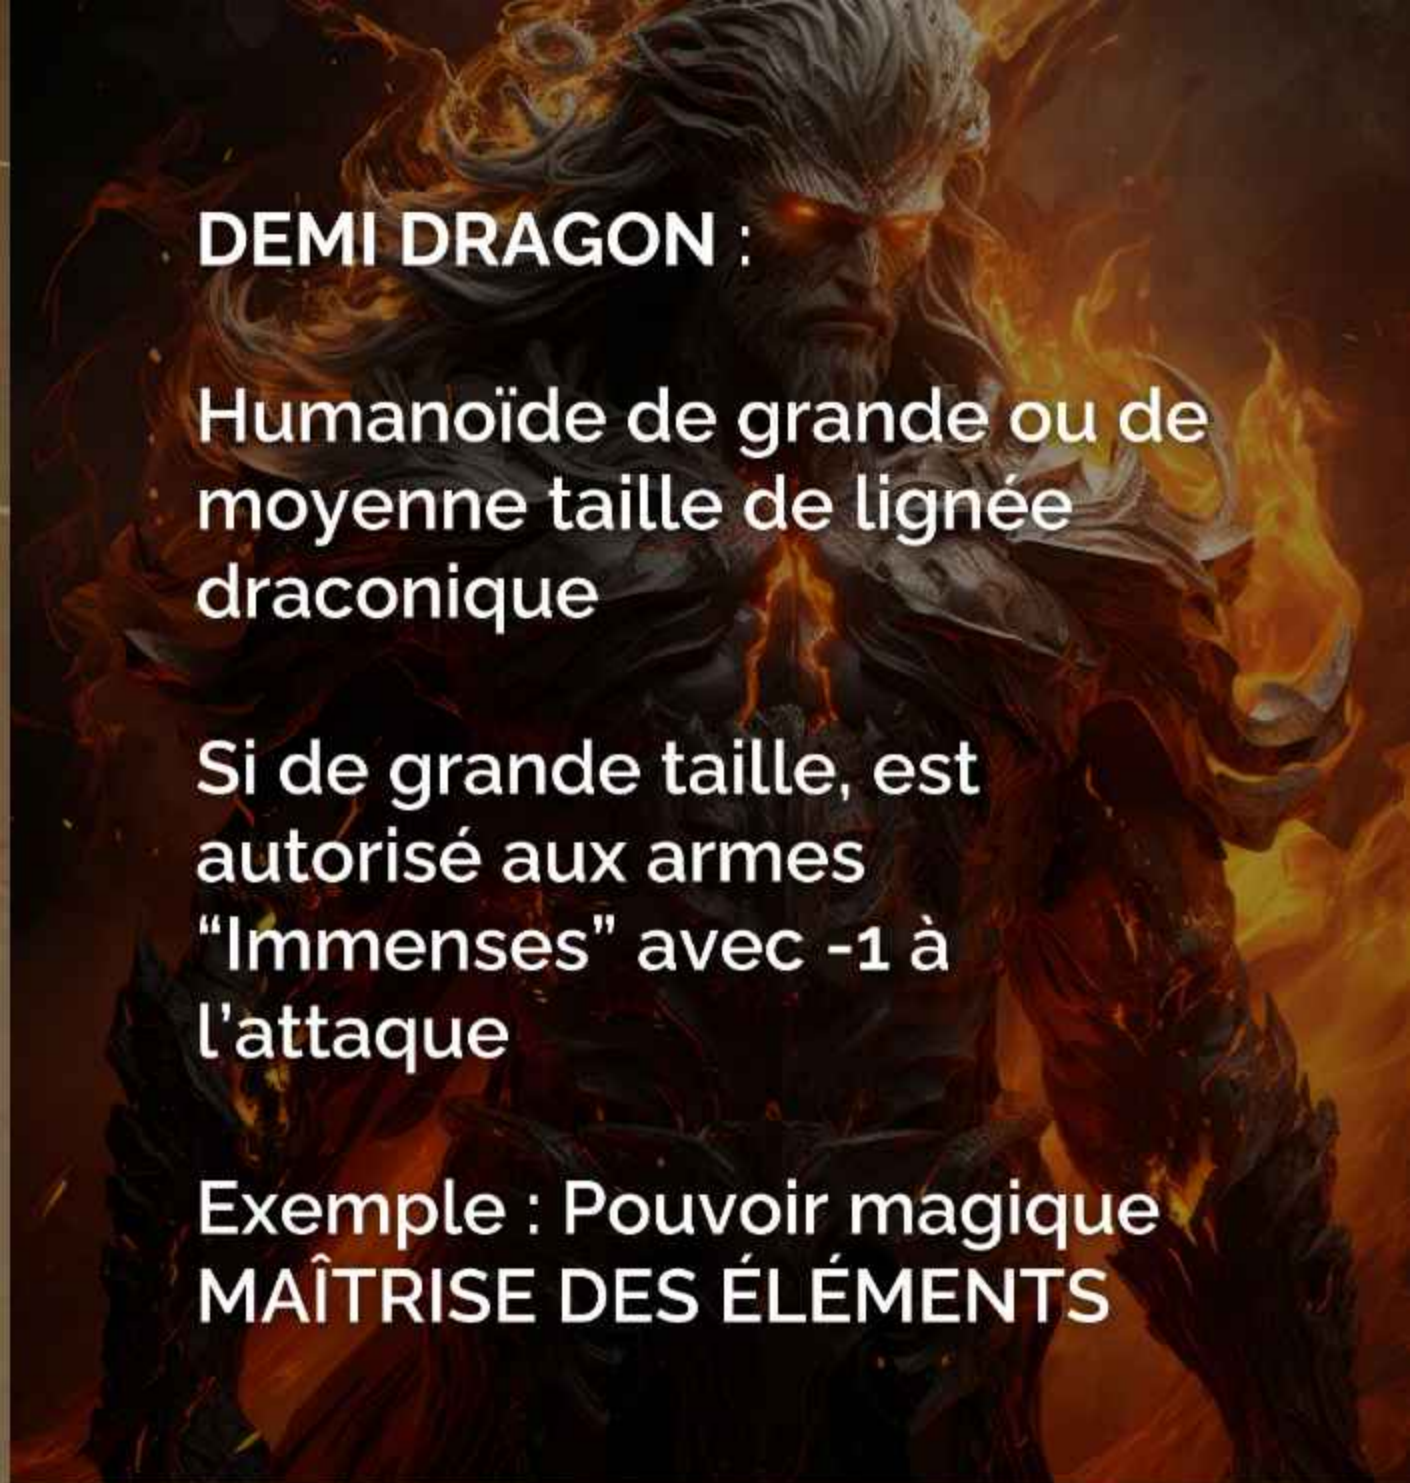 DEMI DRAGON :
Humanoïde de grande ou de
moyenne taille de lignée
draconique
Si de grande taille, est
autorisé aux armes
“Immenses” avec -1 à
l’attaque
Exemple : Pouvoir magique
MAÎTRISE DES ÉLÉMENTS